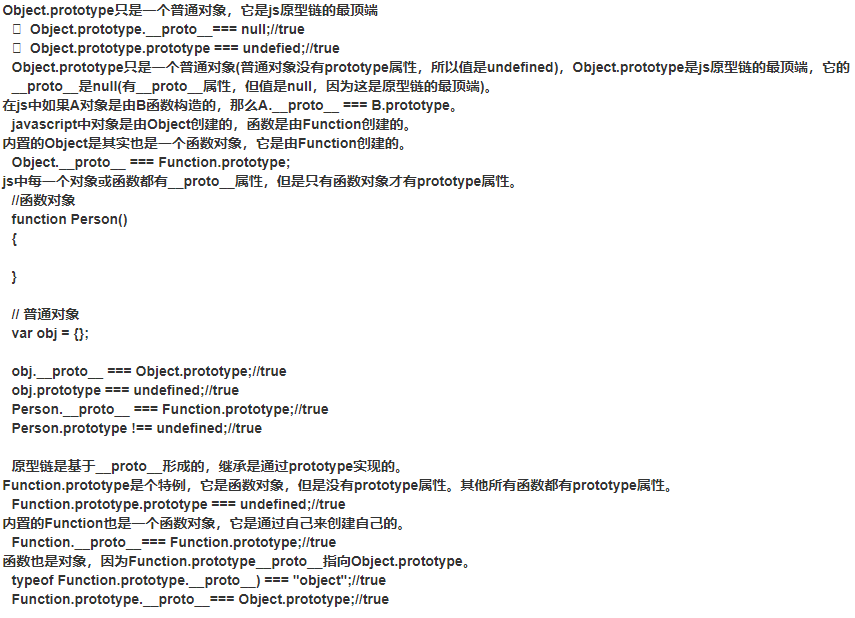 Object.prototype只是一个普通对象，它是js原型链的最顶端
Object.prototype.__proto__=== null;//true
Object.prototype.prototype === undefied;//true
Object.prototype只是一个普通对象(普通对象没有prototype属性，所以值是undefined)，Object.prototype是js原型链的最顶端，它的
__proto__是null(有__proto__属性，但值是null，因为这是原型链的最顶端)。
在js中如果A对象是由B函数构造的，那么A.__proto__ === B.prototype。
javascript中对象是由Object创建的，函数是由Function创建的。
内置的Object是其实也是一个函数对象，它是由Function创建的。
Object.__proto__ === Function.prototype;
js中每一个对象或函数都有__proto__属性，但是只有函数对象才有prototype属性。
//函数对象
function Person()
{
}
// 普通对象
var obj = {};
obj.__proto__ === Object.prototype;//true
obj.prototype === undefined;//true
Person.__proto__ === Function.prototype;//true
Person.prototype !== undefined;//true
原型链是基于__proto__形成的，继承是通过prototype实现的。
Function.prototype是个特例，它是函数对象，但是没有prototype属性。其他所有函数都有prototype属性。
Function.prototype.prototype === undefined;//true
内置的Function也是一个函数对象，它是通过自己来创建自己的。
Function.__proto__=== Function.prototype;//true
函数也是对象，因为Function.prototype__proto__指向Object.prototype。
typeof Function.prototype.__proto__) === "object";//true
Function.prototype.__proto__=== Object.prototype;//true